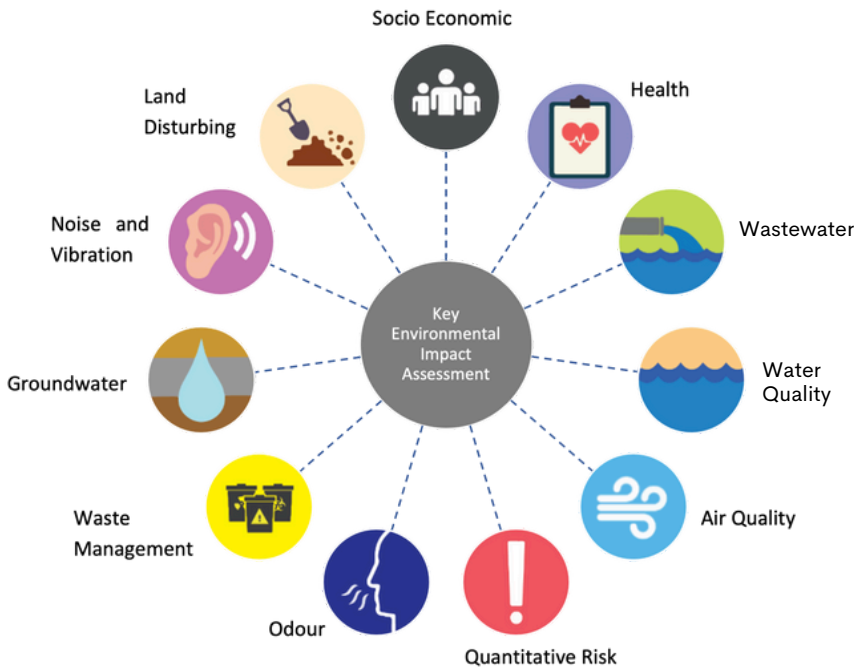 Socio Economic
Health
Wastewater
Water
Quality
Air Quality
Quantitative Risk
Odour
Waste
Management
Groundwater
Noise and
Vibration
Land
Disturbing
Key
Environmental
Impact
Assessment